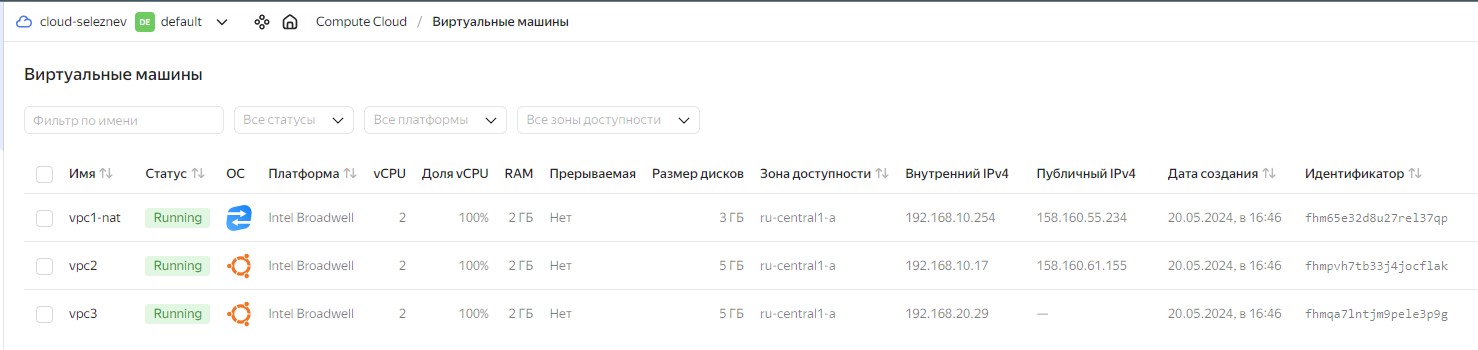 cloud-seleznev DE default Compute Cloud / Виртуальные машины
Виртуальные машины
Фильтр по имени Все статусы Все платформы Все зоны доступности
Имя Статус ОС Платформа vCPU Доля vCPU RAM Прерываемая Размер дисков Зона доступности Внутренний IPv4 Публичный IPv4 Дата создания Идентификатор
vpc1-nat Running Intel Broadwell 2 100% 2 ГБ Нет 3 ГБ ru-central1-a 192.168.10.254 158.160.55.234 20.05.2024, в 16:46 fhm65e32d8u27rel37qp
vpc2 Running Intel Broadwell 2 100% 2 ГБ Нет 5 ГБ ru-central1-a 192.168.10.17 158.160.61.155 20.05.2024, в 16:46 fhmpvh7tb33j4jocflak
vpc3 Running Intel Broadwell 2 100% 2 ГБ Нет 5 ГБ ru-central1-a 192.168.20.29 — 20.05.2024, в 16:46 fhmqa7lntjm9pele3p9g